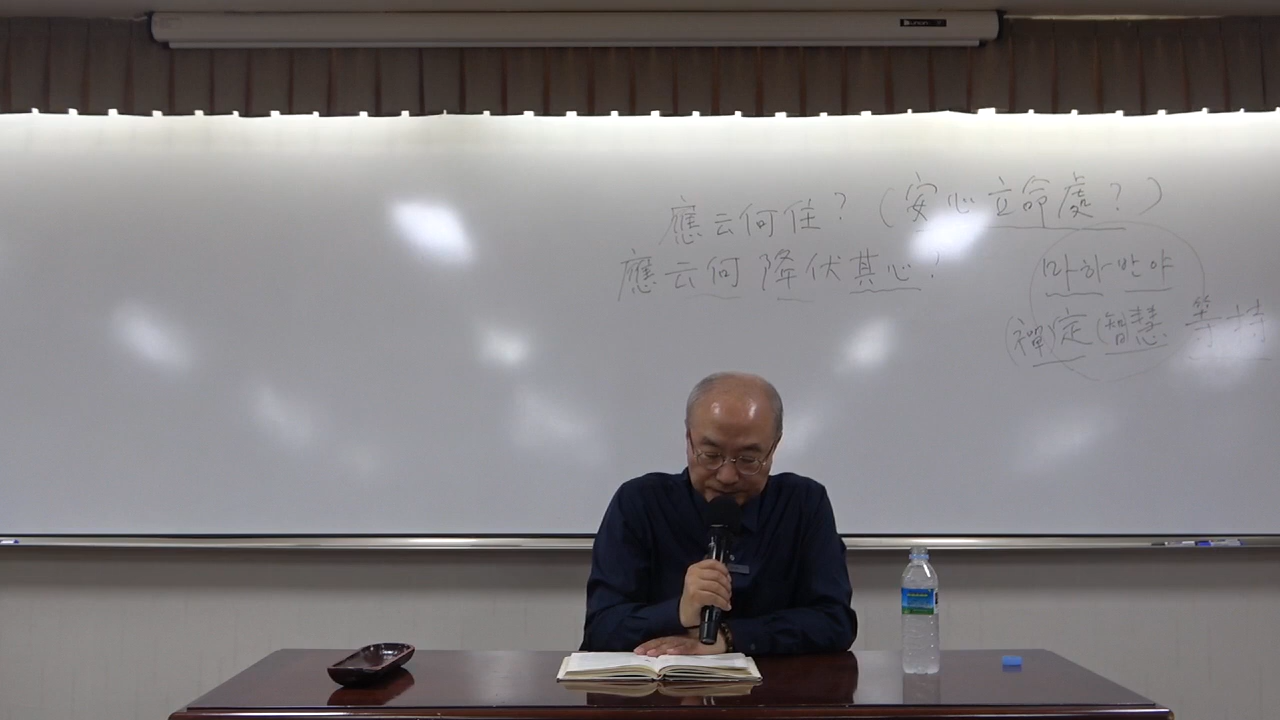 應云何住? (安心立命處?)
應云何 降伏其心?
마하반야
(禪)定(智慧 等持